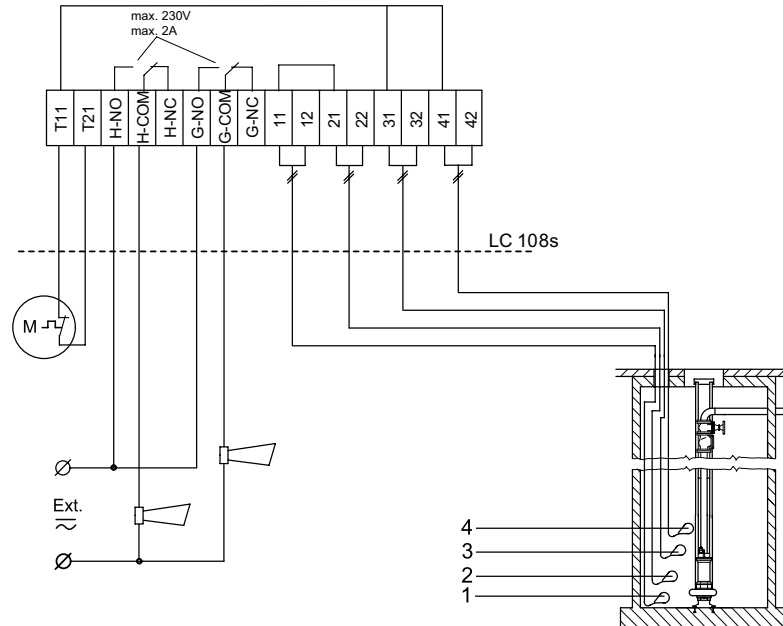 max. 230V
max. 2A
T11 T21 H-NO H-COM H-NC G-NO G-COM G-NC 11 12 21 22 31 32 41 42
LC 108s
M
Ext.
4
3
2
1